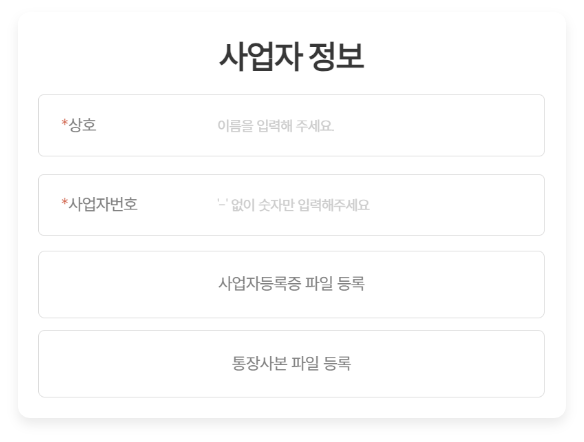 사업자 정보
*상호 이름을 입력해 주세요.
*사업자번호 '-' 없이 숫자만 입력해주세요
사업자등록증 파일 등록
통장사본 파일 등록